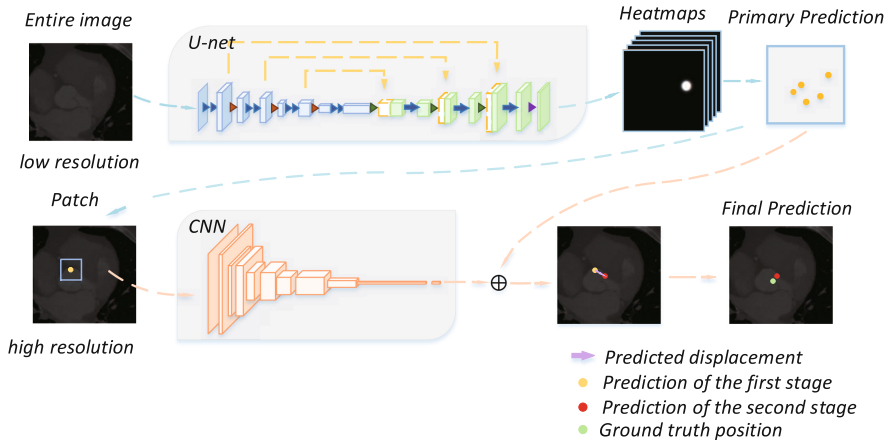 Entire image
U-net
Heatmaps
Primary Prediction
low resolution
Patch
CNN
Final Prediction
high resolution
Predicted displacement
Prediction of the first stage
Prediction of the second stage
Ground truth position